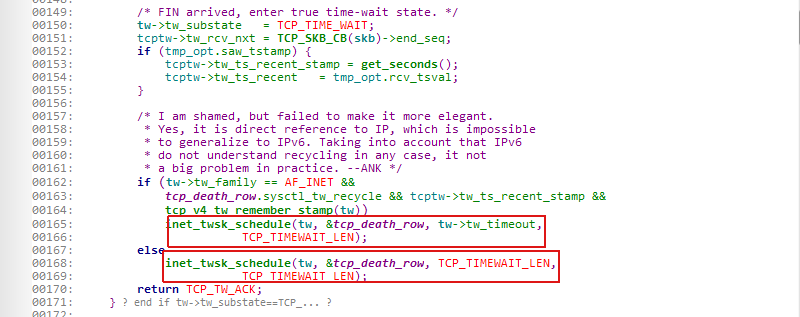 00149: /* FIN arrived, enter true time-wait state. */
00150: tw->tw_substate = TCP_TIME_WAIT;
00151: tcptw->tw_rcv_nxt = TCP_SKB_CB(skb)->end_seq;
00152: if (tmp_opt.saw_tstamp) {
00153: tcptw->tw_ts_recent_stamp = get_seconds();
00154: tcptw->tw_ts_recent = tmp_opt.rcv_tsval;
00155: }
00156:
00157: /* I am shamed, but failed to make it more elegant.
00158: * Yes, it is direct reference to IP, which is impossible
00159: * to generalize to IPv6. Taking into account that IPv6
00160: * do not understand recycling in any case, it not
00161: * a big problem in practice. --ANK */
00162: if (tw->tw_family == AF_INET &&
00163: tcp_death_row.sysctl_tw_recycle && tcptw->tw_ts_recent_stamp &&
00164: tcp_v4_tw_remember_stamp(tw))
00165: inet_twsk_schedule(tw, &tcp_death_row, tw->tw_timeout,
00166: TCP_TIMEWAIT_LEN);
00167: else
00168: inet_twsk_schedule(tw, &tcp_death_row, TCP_TIMEWAIT_LEN,
00169: TCP_TIMEWAIT_LEN);
00170: return TCP_TW_ACK;
00171: } ? end if tw->tw_substate==TCP_... ?
00172: